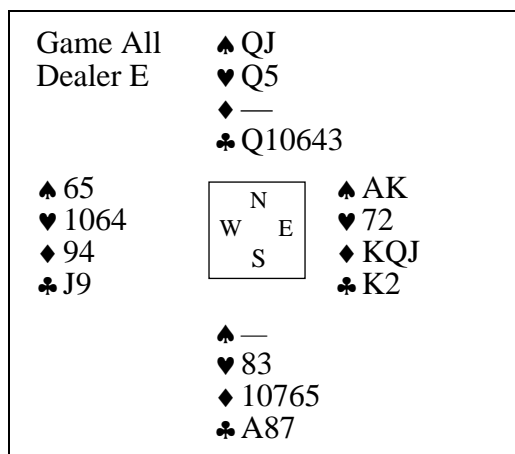 Game All
Dealer E
♠ QJ
♥ Q5
♦ —
♣ Q10643
♠ 65
♥ 1064
♦ 94
♣ J9
N
W E
S
♠ AK
♥ 72
♦ KQJ
♣ K2
♠ —
♥ 83
♦ 10765
♣ A87